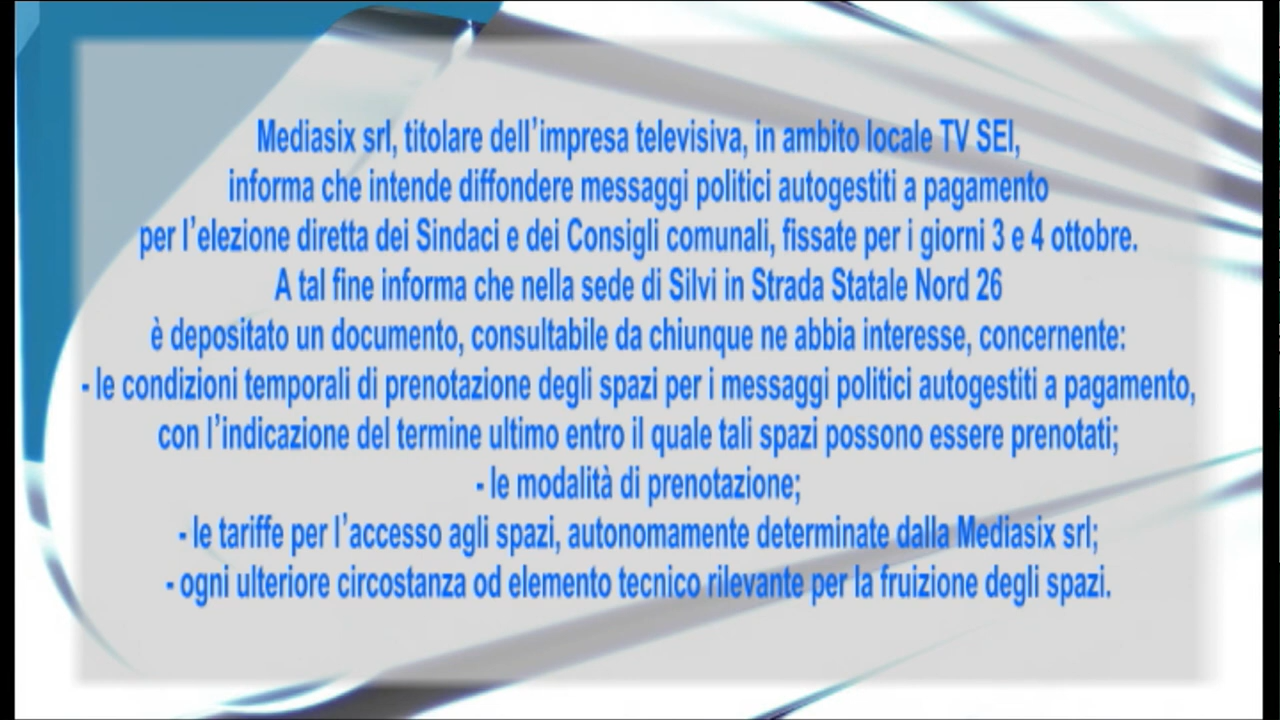 Mediasix srl, titolare dell'impresa televisiva, in ambito locale TV SEI,
informa che intende diffondere messaggi politici autogestiti a pagamento
per l'elezione diretta dei Sindaci e dei Consigli comunali, fissate per i giorni 3 e 4 ottobre.
A tal fine informa che nella sede di Silvi in Strada Statale Nord 26
è depositato un documento, consultabile da chiunque ne abbia interesse, concernente:
- le condizioni temporali di prenotazione degli spazi per i messaggi politici autogestiti a pagamento,
con l'indicazione del termine ultimo entro il quale tali spazi possono essere prenotati;
- le modalità di prenotazione;
- le tariffe per l'accesso agli spazi, autonomamente determinate dalla Mediasix srl;
- ogni ulteriore circostanza od elemento tecnico rilevante per la fruizione degli spazi.